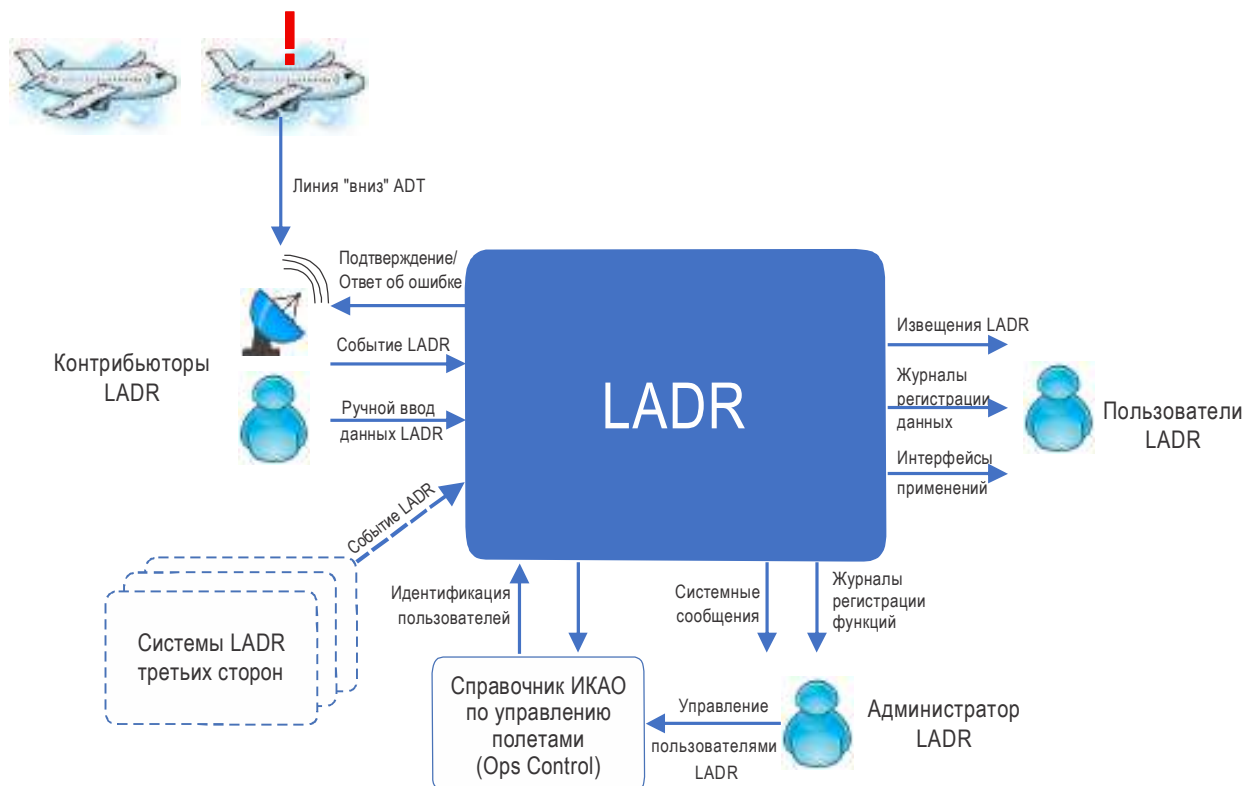 !
Линия "вниз" ADT
Подтверждение/
Ответ об ошибке
Событие LADR
Ручной ввод
данных LADR
Контрибьюторы
LADR
LADR
Извещения LADR
Журналы
регистрации
данных
Интерфейсы
применений
Пользователи
LADR
Событие LADR
Системы LADR
третьих сторон
Идентификация
пользователей
Системные
сообщения
Журналы
регистрации
функций
Справочник ИКАО
по управлению
полетами
(Ops Control)
Управление
пользователями
LADR
Администратор
LADR